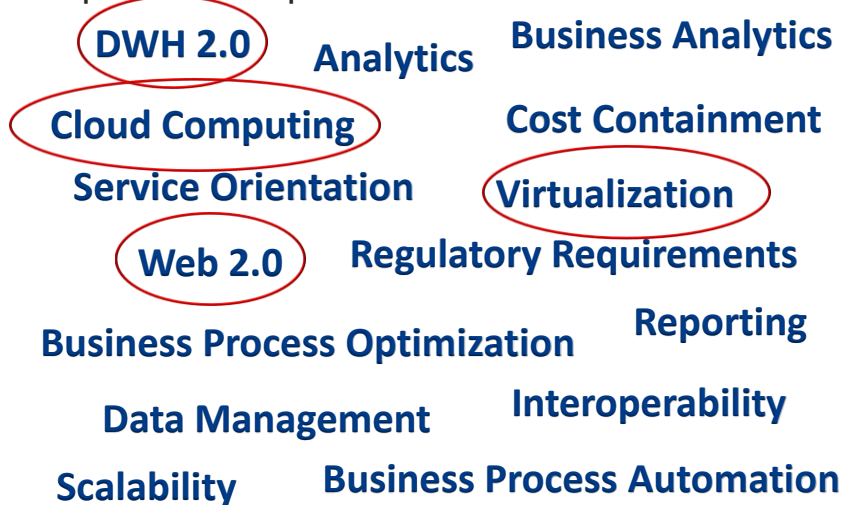 DWH 2.0
Analytics
Business Analytics
Cloud Computing
Cost Containment
Service Orientation
Virtualization
Web 2.0
Regulatory Requirements
Reporting
Business Process Optimization
Interoperability
Data Management
Scalability
Business Process Automation